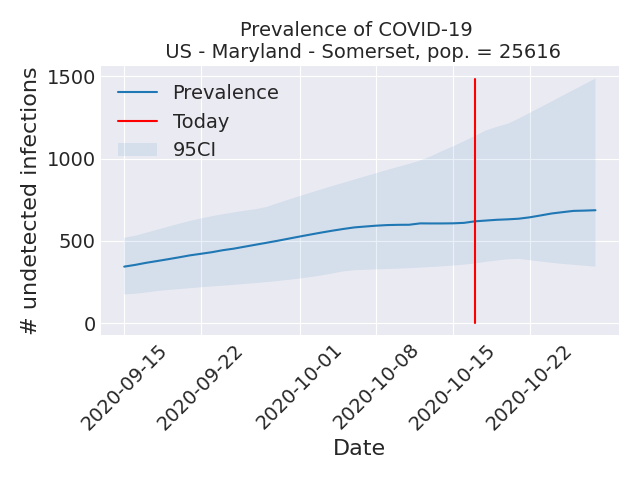 Prevalence of COVID-19
US - Maryland - Somerset, pop. = 25616
# undetected infections
1500
1000
500
0
Prevalence
Today
95CI
2020-09-15
2020-09-22
2020-10-01
2020-10-08
2020-10-15
2020-10-22
Date